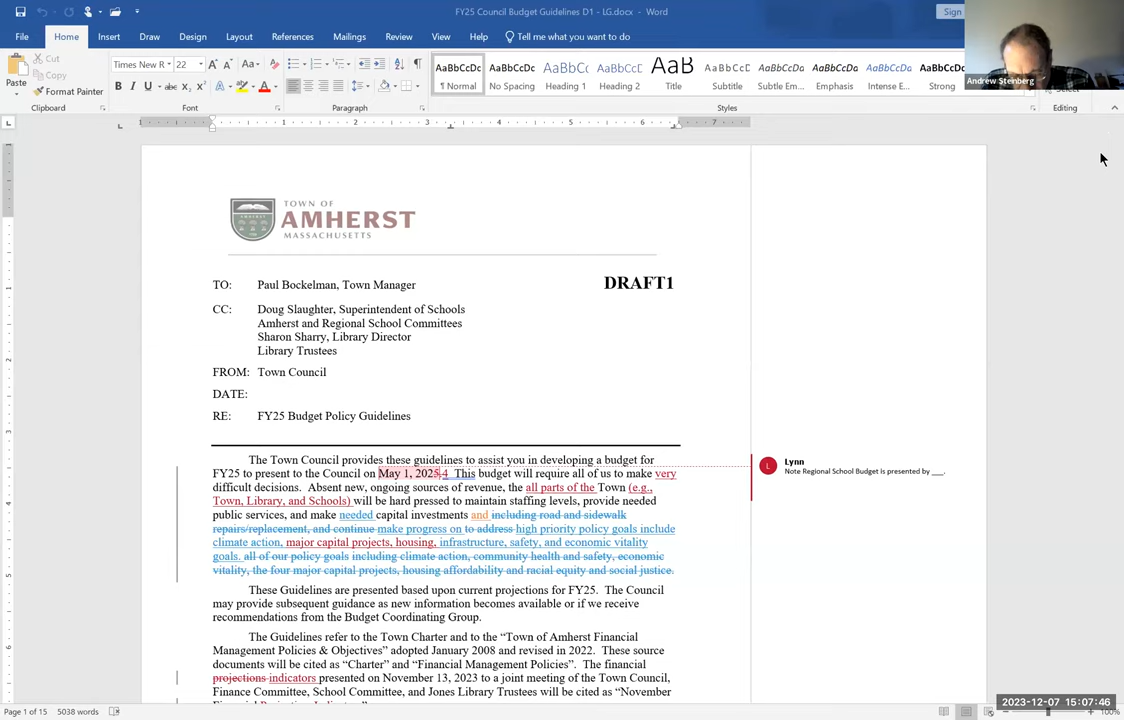 FY25 Council Budget Guidelines D1 - LG.docx - Word
Sign
File Home Insert Draw Design Layout References Mailings Review View Help Tell me what you want to do
Paste
Cut
Copy
Format Painter
Clipboard
Times New R 22
Font
Paragraph
AaBbCcDc AaBbCcDc AaBbCc AaBbCcD AaB AaBbCcD AaBbCcDa AaBbCcDa AaBbCcDa AaBbCcDc
¶ Normal No Spacing Heading 1 Heading 2 Title Subtitle Subtle Em... Emphasis Intense E... Strong
Styles
Editing
Andrew Stenberg
TOWN OF
AMHERST
MASSACHUSETTS
TO: Paul Bockelman, Town Manager
DRAFT1
CC: Doug Slaughter, Superintendent of Schools
Amherst and Regional School Committees
Sharon Sharry, Library Director
Library Trustees
FROM: Town Council
DATE:
RE: FY25 Budget Policy Guidelines
The Town Council provides these guidelines to assist you in developing a budget for
FY25 to present to the Council on May 1, 2025.4 This budget will require all of us to make very
difficult decisions. Absent new, ongoing sources of revenue, the all parts of the Town (e.g.,
Town, Library, and Schools) will be hard pressed to maintain staffing levels, provide needed
public services, and make needed capital investments and including road and sidewalk
repairs/replacement, and continue make progress on to address high priority policy goals include
climate action, major capital projects, housing, infrastructure, safety, and economic vitality
goals. all of our policy goals including climate action, community health and safety, economic
vitality, the four major capital projects, housing affordability and racial equity and social justice.
L Lynn
Note Regional School Budget is presented by ___.
These Guidelines are presented based upon current projections for FY25. The Council
may provide subsequent guidance as new information becomes available or if we receive
recommendations from the Budget Coordinating Group.
The Guidelines refer to the Town Charter and to the “Town of Amherst Financial
Management Policies & Objectives” adopted January 2008 and revised in 2022. These source
documents will be cited as “Charter” and “Financial Management Policies”. The financial
projections indicators presented on November 13, 2023 to a joint meeting of the Town Council,
Finance Committee, School Committee, and Jones Library Trustees will be cited as “November
Page 1 of 15 5038 words
100%
2023-12-07 15:07:46